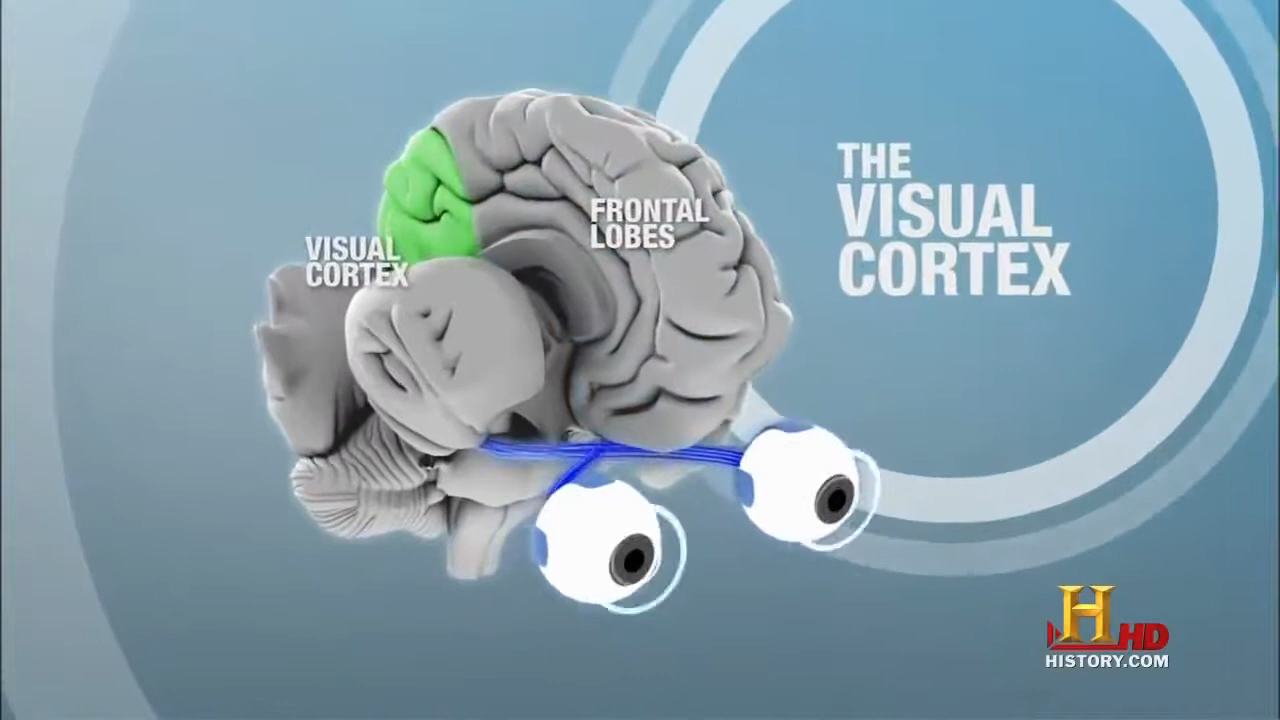 VISUAL
CORTEX
FRONTAL
LOBES
THE
VISUAL
CORTEX
H HD
HISTORY.COM